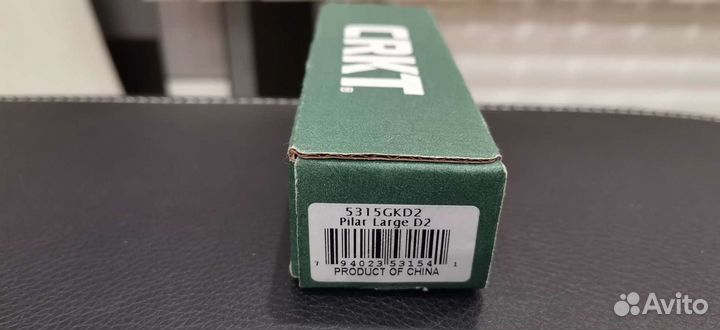 CRKT®
5315GKD2
Pilar Large D2
7 94023 53154 1
PRODUCT OF CHINA
Avito